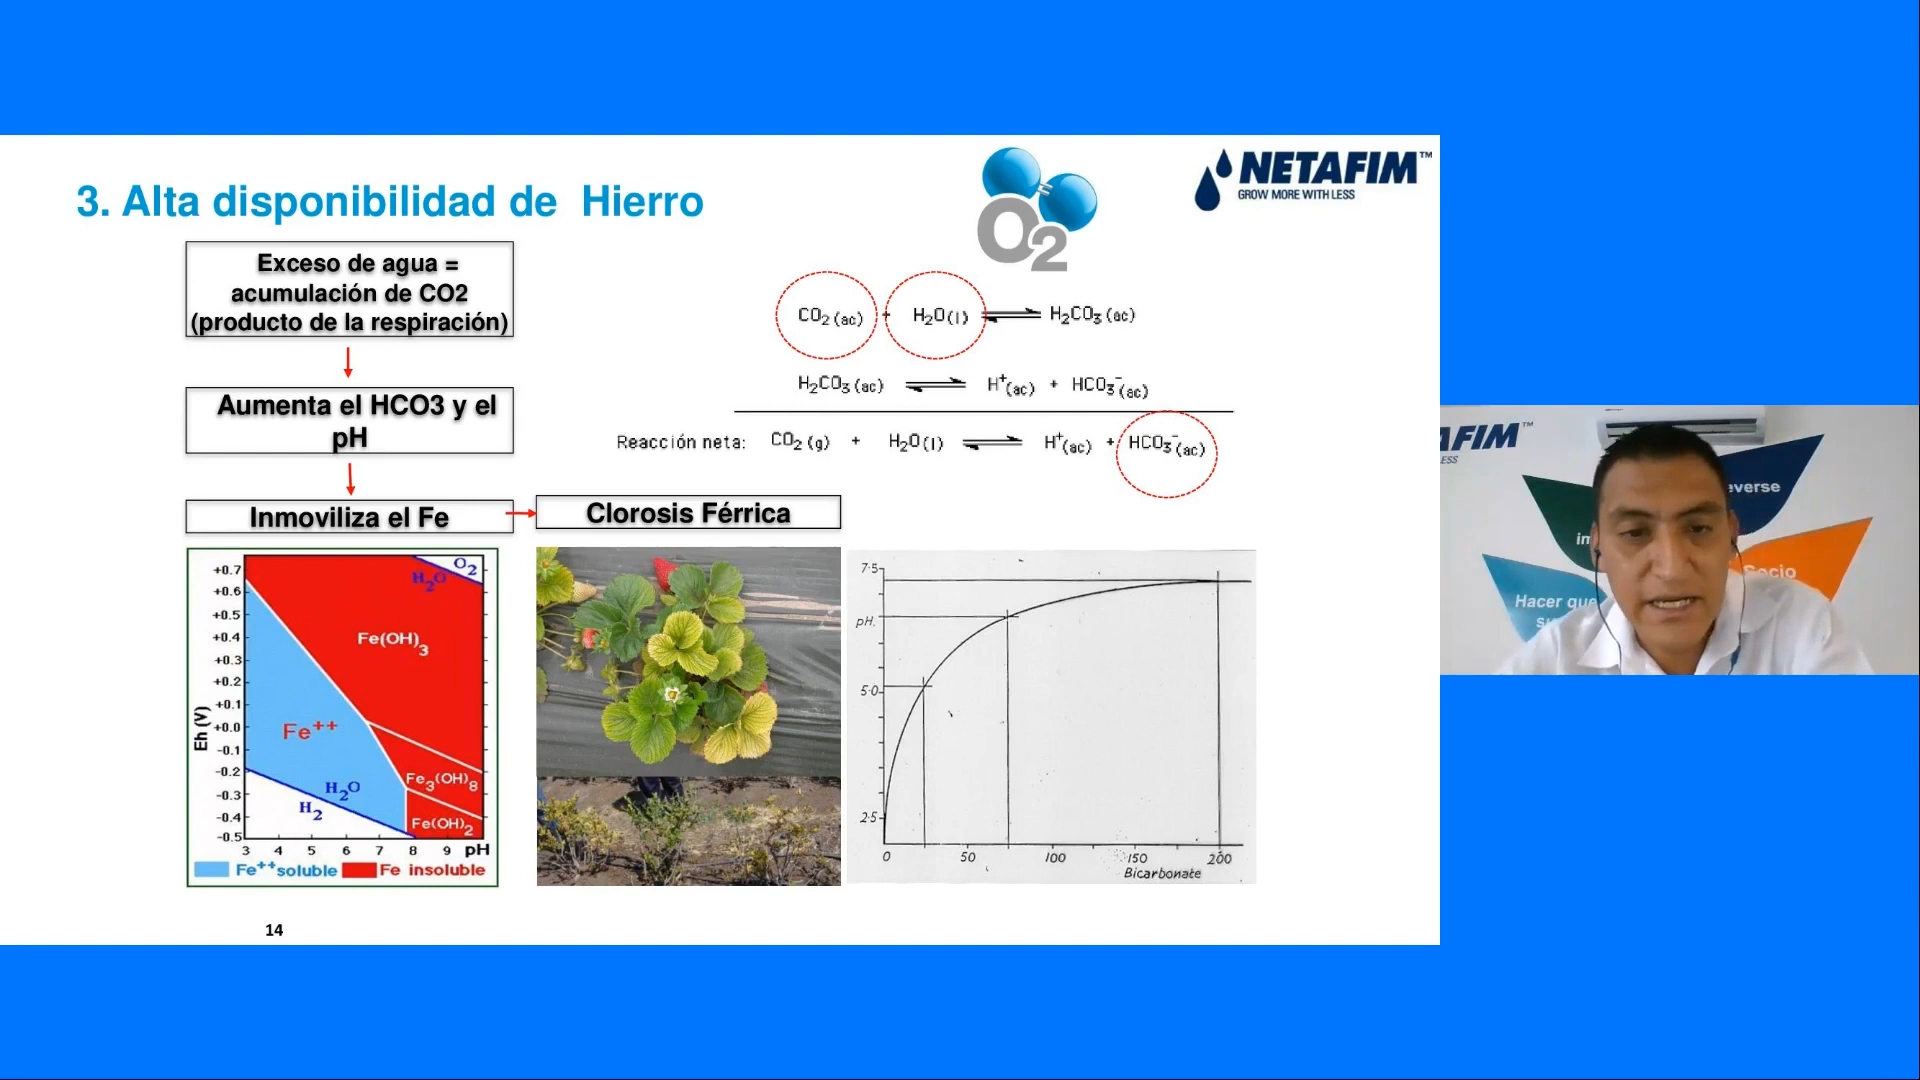 3. Alta disponibilidad de Hierro
O2
NETAFIM™
GROW MORE WITH LESS
Exceso de agua =
acumulación de CO2
(producto de la respiración)
Aumenta el HCO3 y el
pH
Inmoviliza el Fe
Clorosis Férrica
CO₂ (ac) + H₂O(l) ⇌ H₂CO₃ (ac)
H₂CO₃ (ac) ⇌ H⁺(ac) + HCO₃⁻(ac)
Reacción neta: CO₂ (g) + H₂O(l) ⇌ H⁺(ac) + HCO₃⁻(ac)
Eh (V)
+0.7
+0.6
+0.5
+0.4
+0.3
+0.2
+0.1
+0.0
-0.1
-0.2
-0.3
-0.4
-0.5
O₂
H₂O
Fe(OH)₃
Fe⁺⁺
Fe₃(OH)₈
H₂O
H₂
Fe(OH)₂
3 4 5 6 7 8 9 pH
Fe⁺⁺soluble Fe insoluble
7·5
pH.
5·0
2·5
0 50 100 150 200
Bicarbonate
14
AFIM™
ESS
everse
im
Socio
Hacer que
su